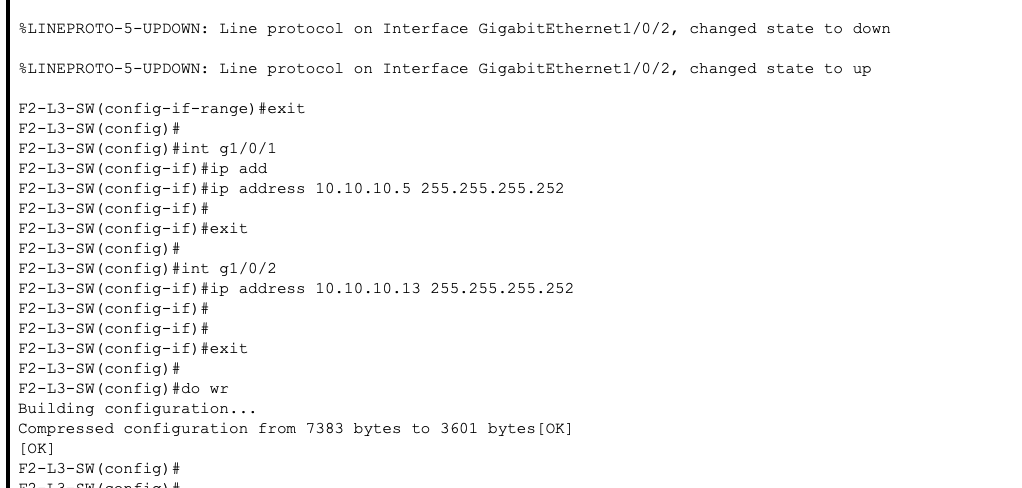 %LINEPROTO-5-UPDOWN: Line protocol on Interface GigabitEthernet1/0/2, changed state to down
%LINEPROTO-5-UPDOWN: Line protocol on Interface GigabitEthernet1/0/2, changed state to up
F2-L3-SW(config-if-range)#exit
F2-L3-SW(config)#
F2-L3-SW(config)#int g1/0/1
F2-L3-SW(config-if)#ip add
F2-L3-SW(config-if)#ip address 10.10.10.5 255.255.255.252
F2-L3-SW(config-if)#
F2-L3-SW(config-if)#exit
F2-L3-SW(config)#
F2-L3-SW(config)#int g1/0/2
F2-L3-SW(config-if)#ip address 10.10.10.13 255.255.255.252
F2-L3-SW(config-if)#
F2-L3-SW(config-if)#
F2-L3-SW(config-if)#exit
F2-L3-SW(config)#
F2-L3-SW(config)#do wr
Building configuration...
Compressed configuration from 7383 bytes to 3601 bytes[OK]
[OK]
F2-L3-SW(config)#
F2-L3-SW(config)#